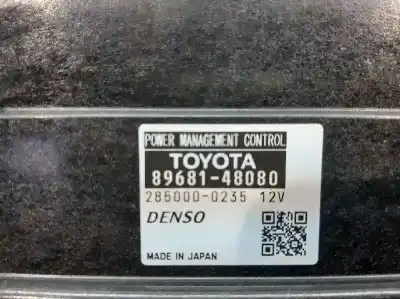 POWER MANAGEMENT CONTROL
TOYOTA
89681-48080
285000-0235 12V
DENSO
MADE IN JAPAN